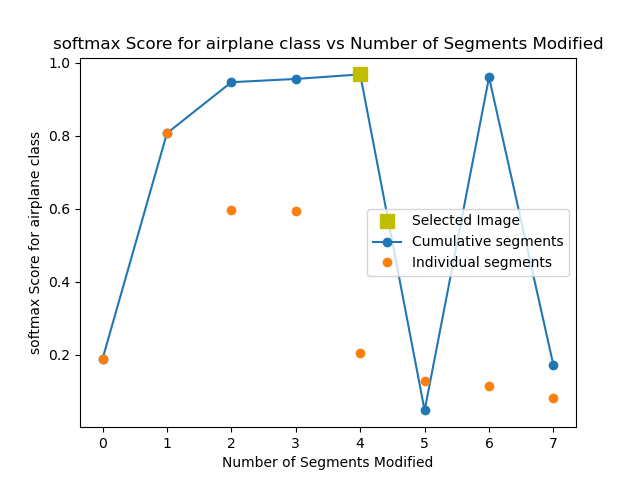 softmax Score for airplane class vs Number of Segments Modified
softmax Score for airplane class
1.0
0.8
0.6
0.4
0.2
Selected Image
Cumulative segments
Individual segments
0 1 2 3 4 5 6 7
Number of Segments Modified